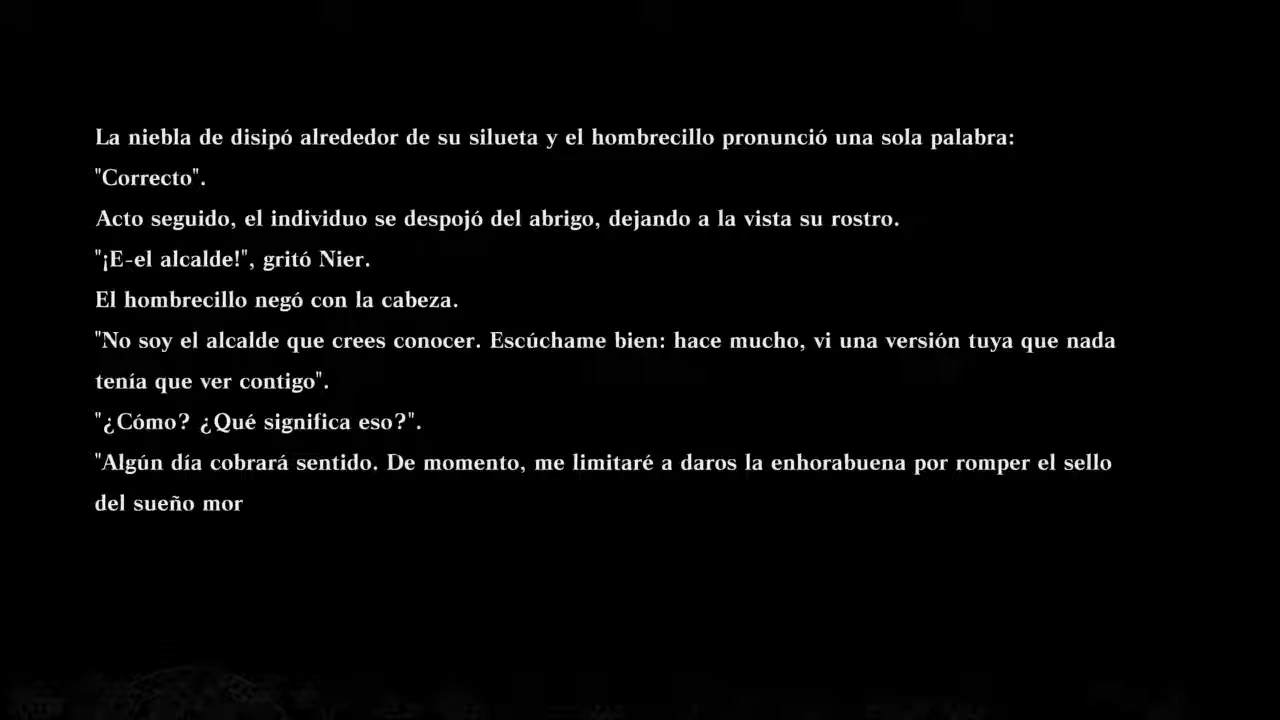 La niebla de disipó alrededor de su silueta y el hombrecillo pronunció una sola palabra:
"Correcto".
Acto seguido, el individuo se despojó del abrigo, dejando a la vista su rostro.
"¡E-el alcalde!", gritó Nier.
El hombrecillo negó con la cabeza.
"No soy el alcalde que crees conocer. Escúchame bien: hace mucho, vi una versión tuya que nada
tenía que ver contigo".
"¿Cómo? ¿Qué significa eso?".
"Algún día cobrará sentido. De momento, me limitaré a daros la enhorabuena por romper el sello
del sueño mor